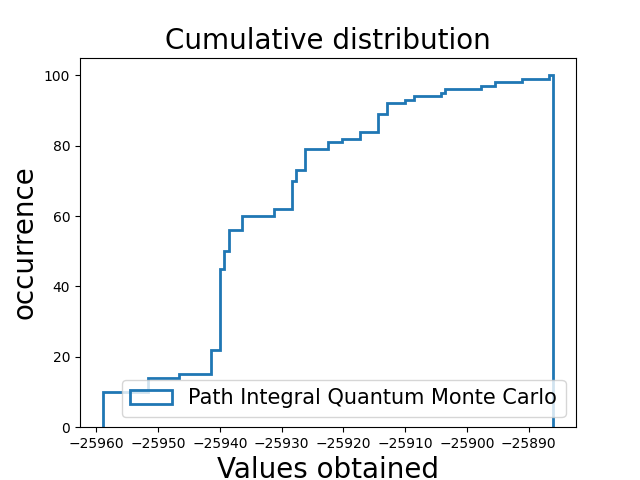 Cumulative distribution
100
80
60
40
20
0
occurrence
Path Integral Quantum Monte Carlo
−25960 −25950 −25940 −25930 −25920 −25910 −25900 −25890
Values obtained